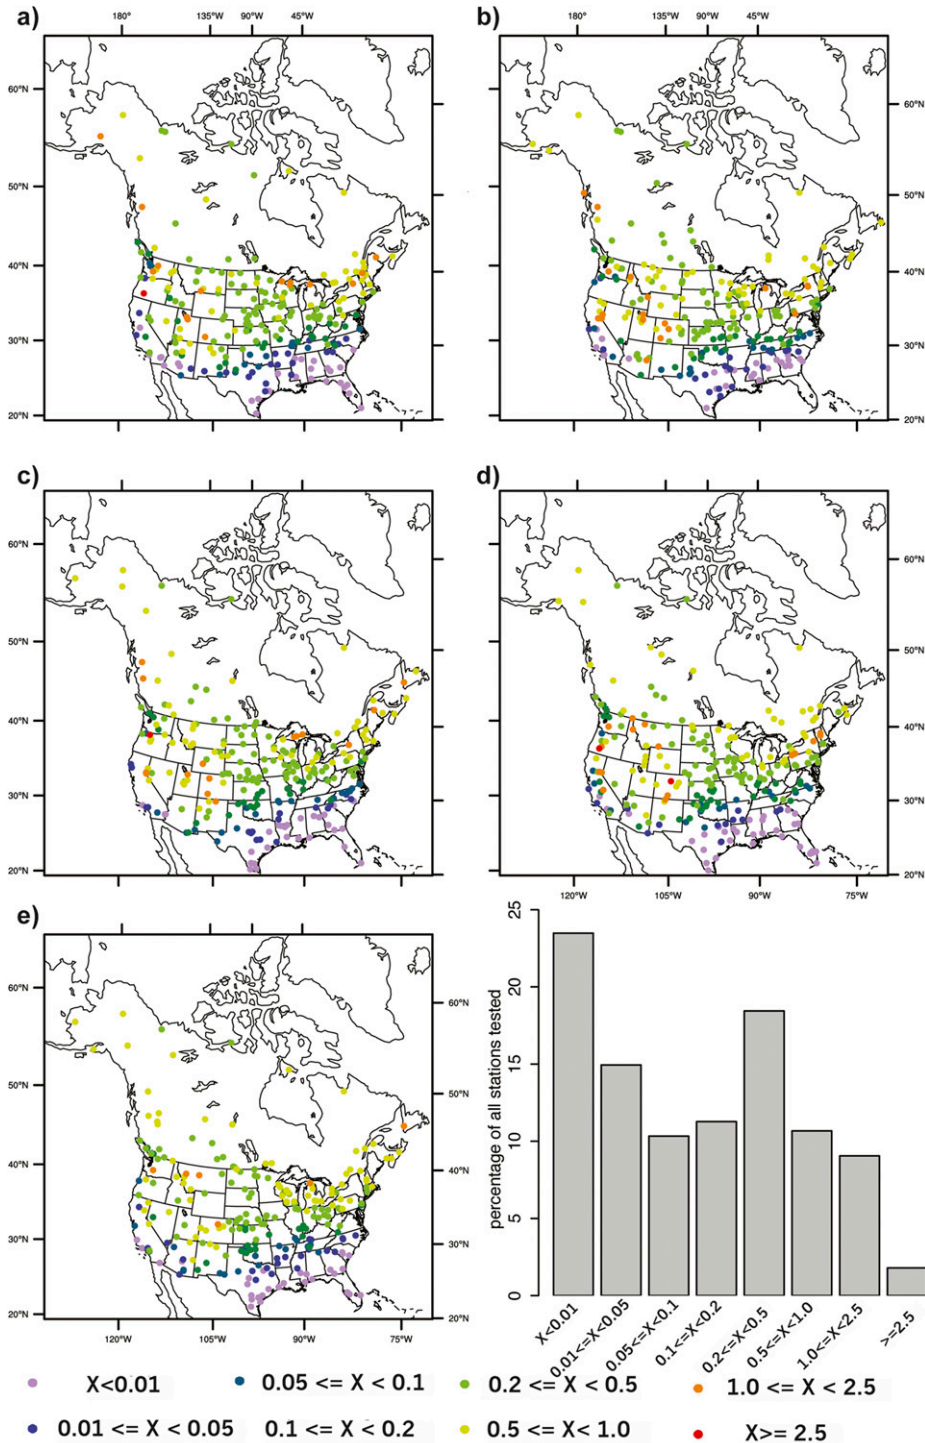 a)
180° 135°W 90°W 45°W
60°N
50°N
40°N
30°N
20°N
b)
180° 135°W 90°W 45°W
60°N
50°N
40°N
30°N
20°N
c)
60°N
50°N
40°N
30°N
20°N
d)
60°N
50°N
40°N
30°N
20°N
120°W 105°W 90°W 75°W
e)
60°N
50°N
40°N
30°N
20°N
60°N
50°N
40°N
30°N
20°N
120°W 105°W 90°W 75°W
percentage of all stations tested
25
20
15
10
5
0
X<0.01
0.01<=X<0.05
0.05<=X<0.1
0.1<=X<0.2
0.2<=X<0.5
0.5<=X<1.0
1.0<=X<2.5
>=2.5
X<0.01
0.05 <= X < 0.1
0.2 <= X < 0.5
1.0 <= X < 2.5
0.01 <= X < 0.05
0.1 <= X < 0.2
0.5 <= X< 1.0
X>= 2.5